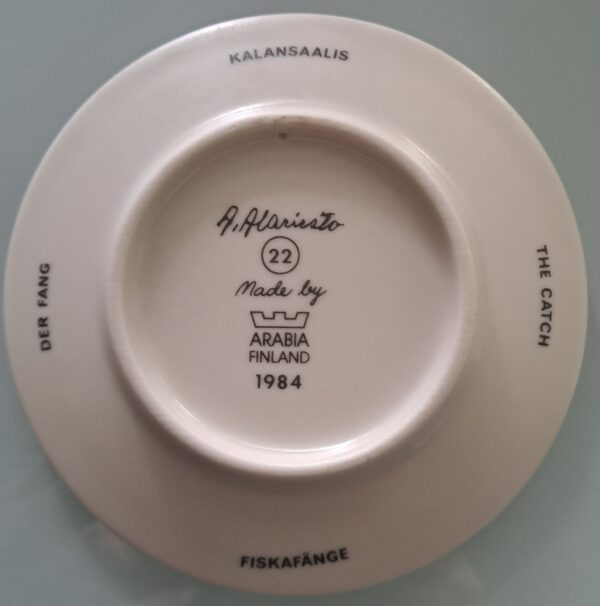 KALANSAALIS
A. Alariesto
22
Made by
ARABIA
FINLAND
1984
DER FANG
THE CATCH
FISKAFÄNGE